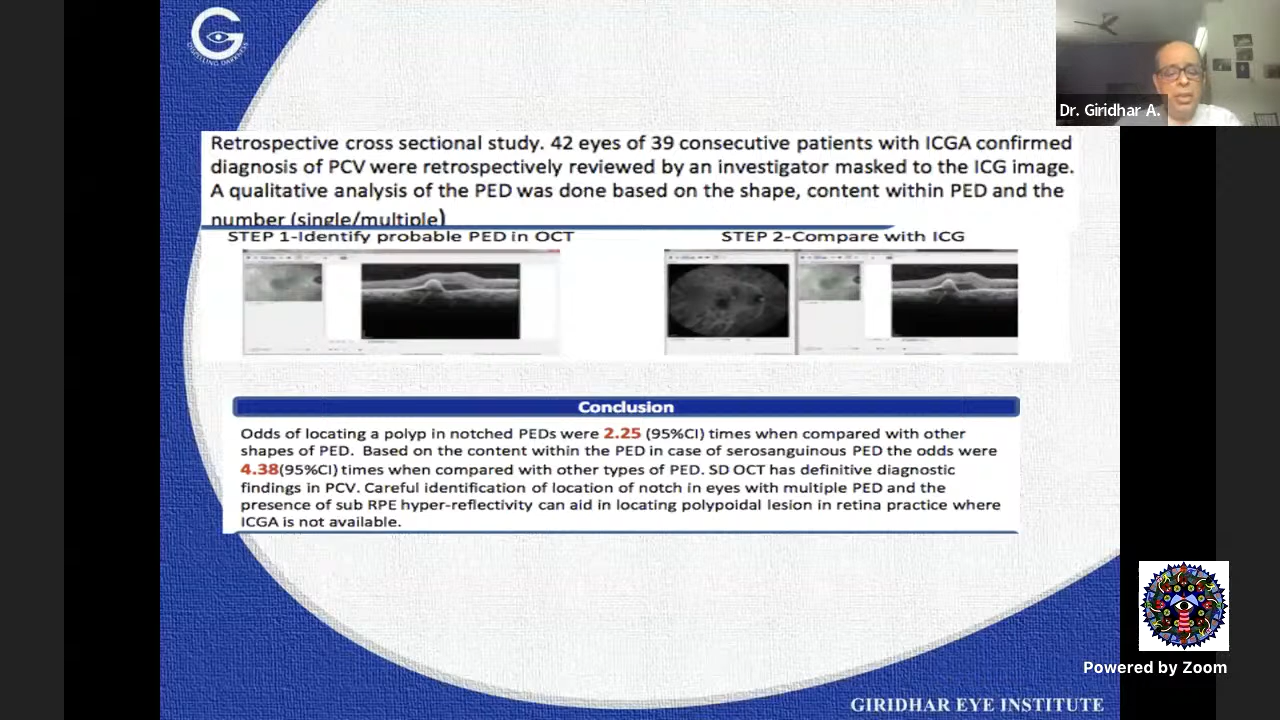 DISPELLING DARKNESS
Dr. Giridhar A.
Retrospective cross sectional study. 42 eyes of 39 consecutive patients with ICGA confirmed
diagnosis of PCV were retrospectively reviewed by an investigator masked to the ICG image.
A qualitative analysis of the PED was done based on the shape, content within PED and the
number (single/multiple)
STEP 1-Identify probable PED in OCT
STEP 2-Compare with ICG
Conclusion
Odds of locating a polyp in notched PEDs were 2.25 (95%CI) times when compared with other
shapes of PED. Based on the content within the PED in case of serosanguinous PED the odds were
4.38(95%CI) times when compared with other types of PED. SD OCT has definitive diagnostic
findings in PCV. Careful identification of location of notch in eyes with multiple PED and the
presence of sub RPE hyper-reflectivity can aid in locating polypoidal lesion in retina practice where
ICGA is not available.
Powered by Zoom
GIRIDHAR EYE INSTITUTE